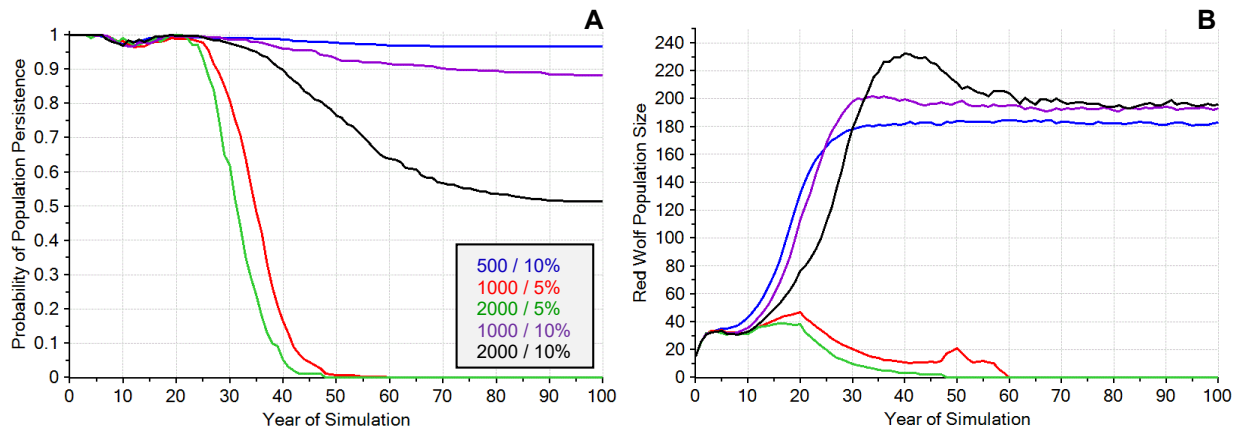 A
Probability of Population Persistence
1
0.9
0.8
0.7
0.6
0.5
0.4
0.3
0.2
0.1
0
0 10 20 30 40 50 60 70 80 90 100
Year of Simulation
500 / 10%
1000 / 5%
2000 / 5%
1000 / 10%
2000 / 10%
B
Red Wolf Population Size
240
220
200
180
160
140
120
100
80
60
40
20
0
0 10 20 30 40 50 60 70 80 90 100
Year of Simulation